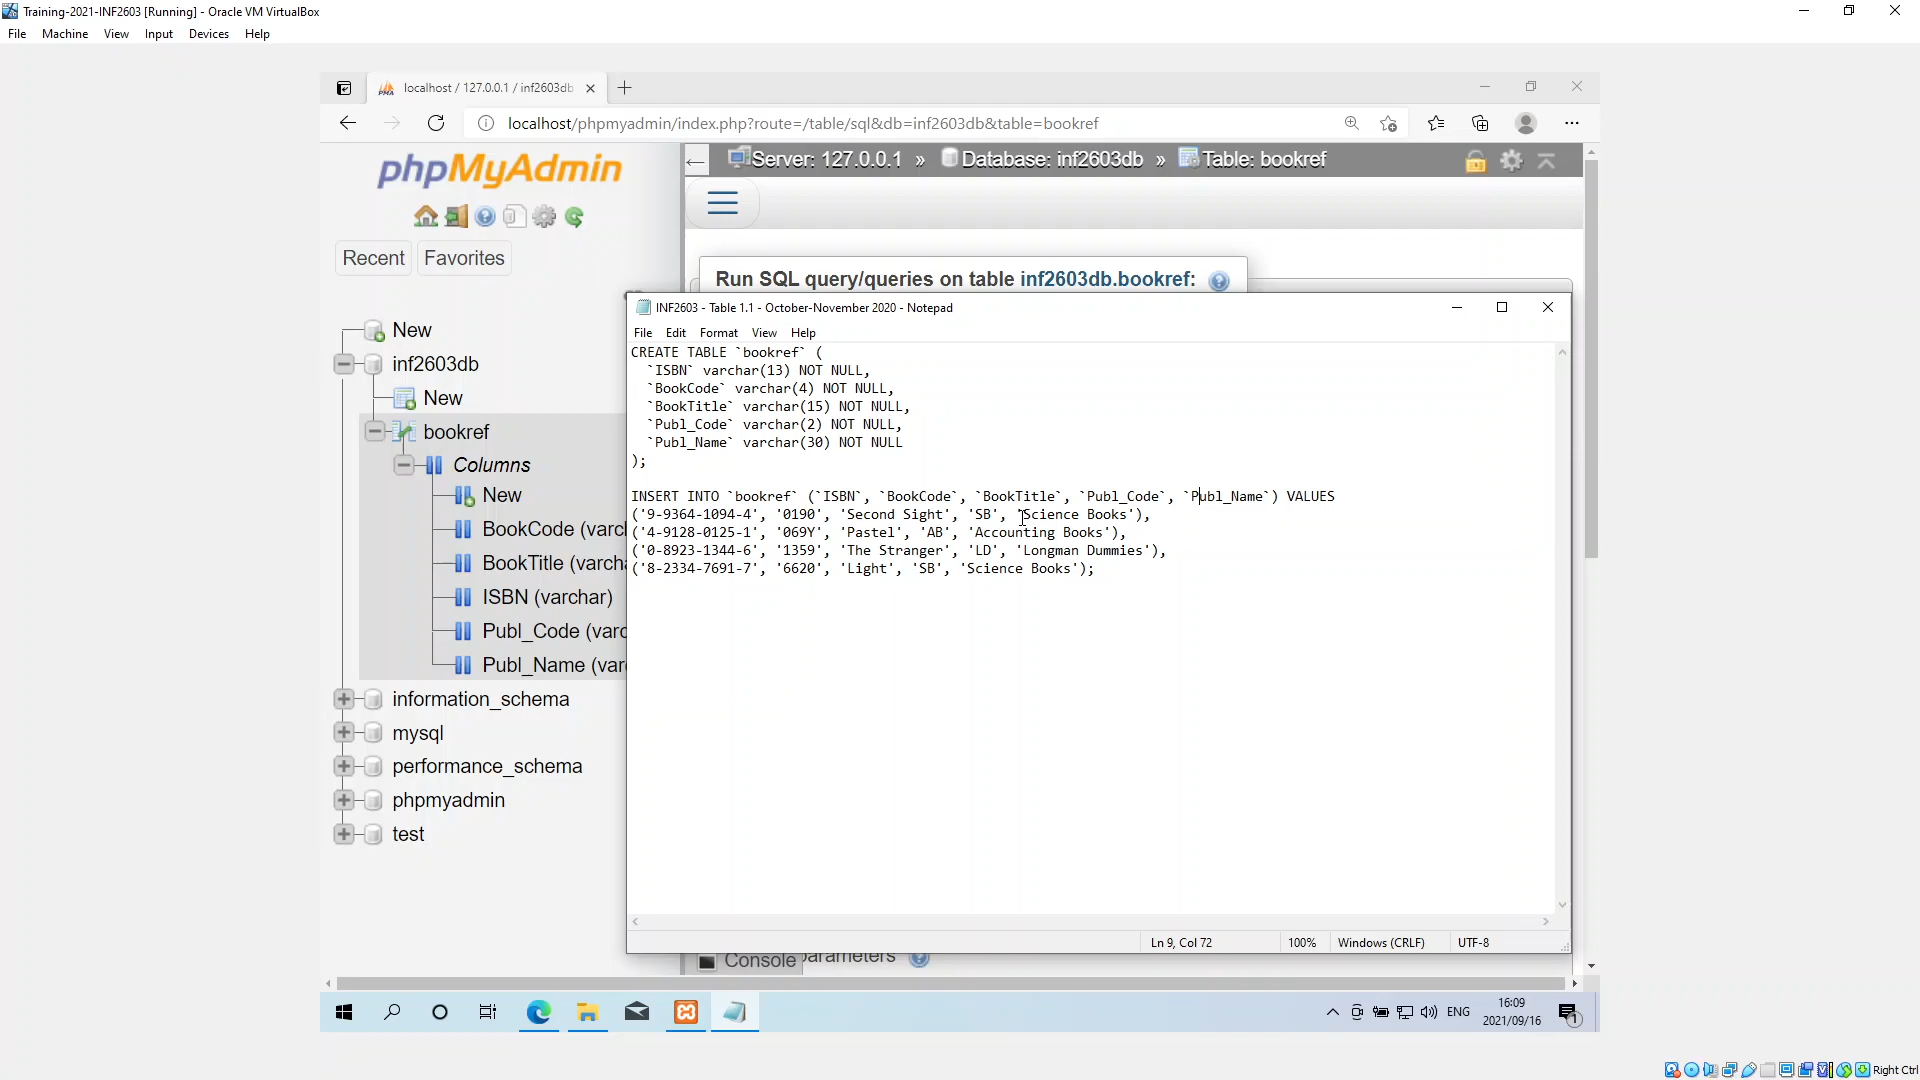 Training-2021-INF2603 [Running] - Oracle VM VirtualBox
File Machine View Input Devices Help
localhost / 127.0.0.1 / inf2603db
localhost/phpmyadmin/index.php?route=/table/sql&db=inf2603db&table=bookref
phpMyAdmin
Server: 127.0.0.1 » Database: inf2603db » Table: bookref
Recent Favorites
Run SQL query/queries on table inf2603db.bookref:
New
inf2603db
New
bookref
Columns
New
BookCode (varc
BookTitle (varcha
ISBN (varchar)
Publ_Code (varc
Publ_Name (var
information_schema
mysql
performance_schema
phpmyadmin
test
INF2603 - Table 1.1 - October-November 2020 - Notepad
File Edit Format View Help
CREATE TABLE `bookref` (
`ISBN` varchar(13) NOT NULL,
`BookCode` varchar(4) NOT NULL,
`BookTitle` varchar(15) NOT NULL,
`Publ_Code` varchar(2) NOT NULL,
`Publ_Name` varchar(30) NOT NULL
);
INSERT INTO `bookref` (`ISBN`, `BookCode`, `BookTitle`, `Publ_Code`, `Publ_Name`) VALUES
('9-9364-1094-4', '0190', 'Second Sight', 'SB', 'Science Books'),
('4-9128-0125-1', '069Y', 'Pastel', 'AB', 'Accounting Books'),
('0-8923-1344-6', '1359', 'The Stranger', 'LD', 'Longman Dummies'),
('8-2334-7691-7', '6620', 'Light', 'SB', 'Science Books');
Ln 9, Col 72 100% Windows (CRLF) UTF-8
Console parameters
ENG
16:09
2021/09/16
1
Right Ctrl